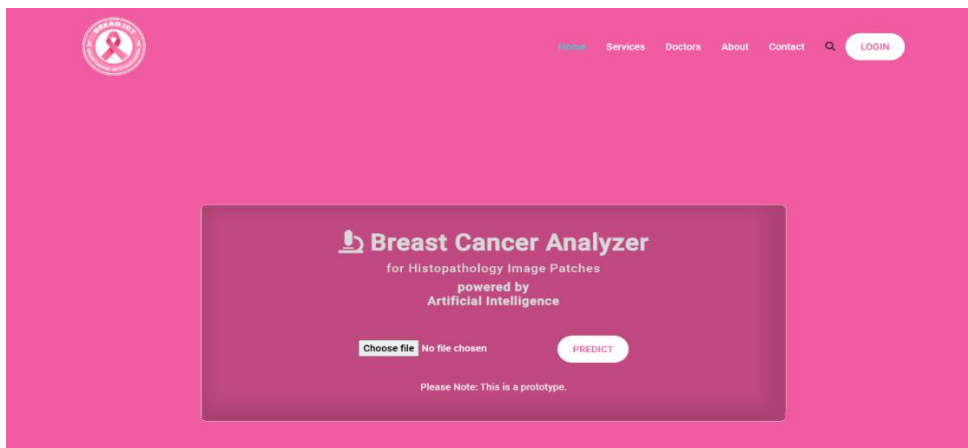 BREADICT
Home Services Doctors About Contact LOGIN
Breast Cancer Analyzer
for Histopathology Image Patches
powered by
Artificial Intelligence
Choose file No file chosen PREDICT
Please Note: This is a prototype.